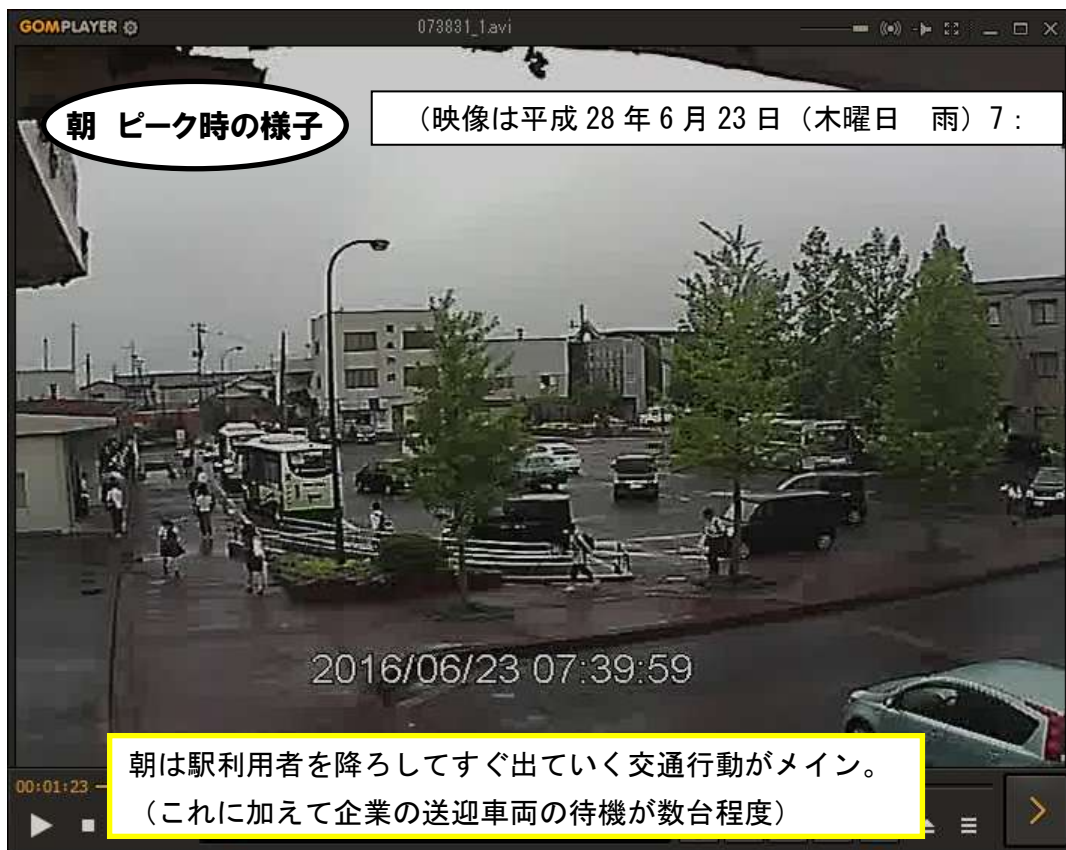 GOMPLAYER
073831_1.avi
朝 ピーク時の様子
（映像は平成 28 年 6 月 23 日（木曜日　雨）7：
2016/06/23 07:39:59
朝は駅利用者を降ろしてすぐ出ていく交通行動がメイン。
（これに加えて企業の送迎車両の待機が数台程度）
00:01:23